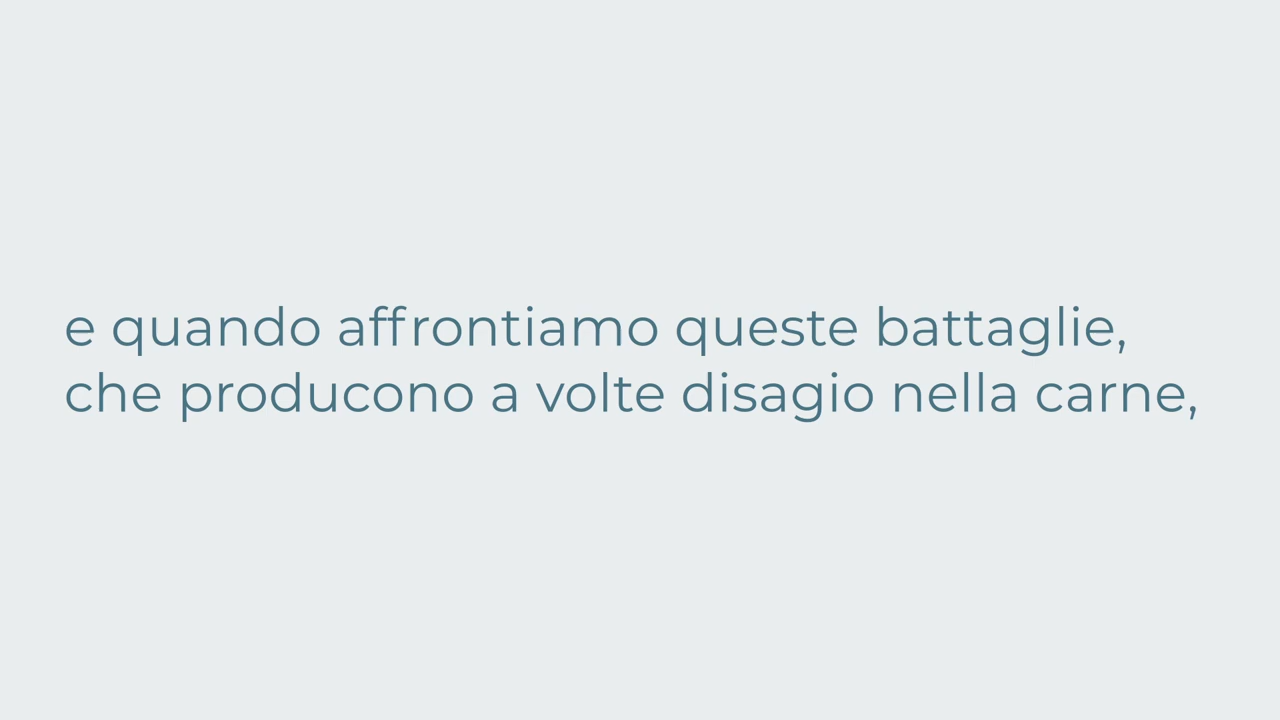 e quando affrontiamo queste battaglie,
che producono a volte disagio nella carne,